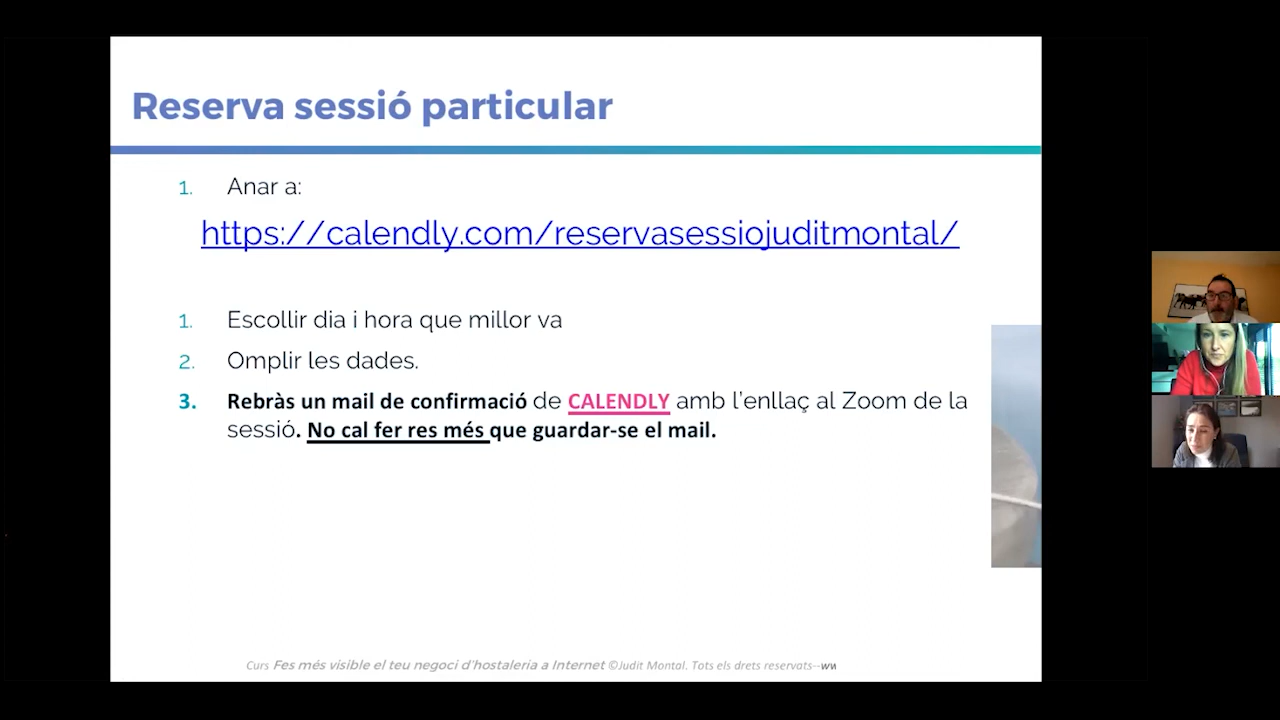 Reserva sessió particular
1. Anar a:
https://calendly.com/reservasessiojuditmontal/
1. Escollir dia i hora que millor va
2. Omplir les dades.
3. Rebràs un mail de confirmació de CALENDLY amb l'enllaç al Zoom de la
sessió. No cal fer res més que guardar-se el mail.
Curs Fes més visible el teu negoci d'hostaleria a Internet ©Judit Montal. Tots els drets reservats--